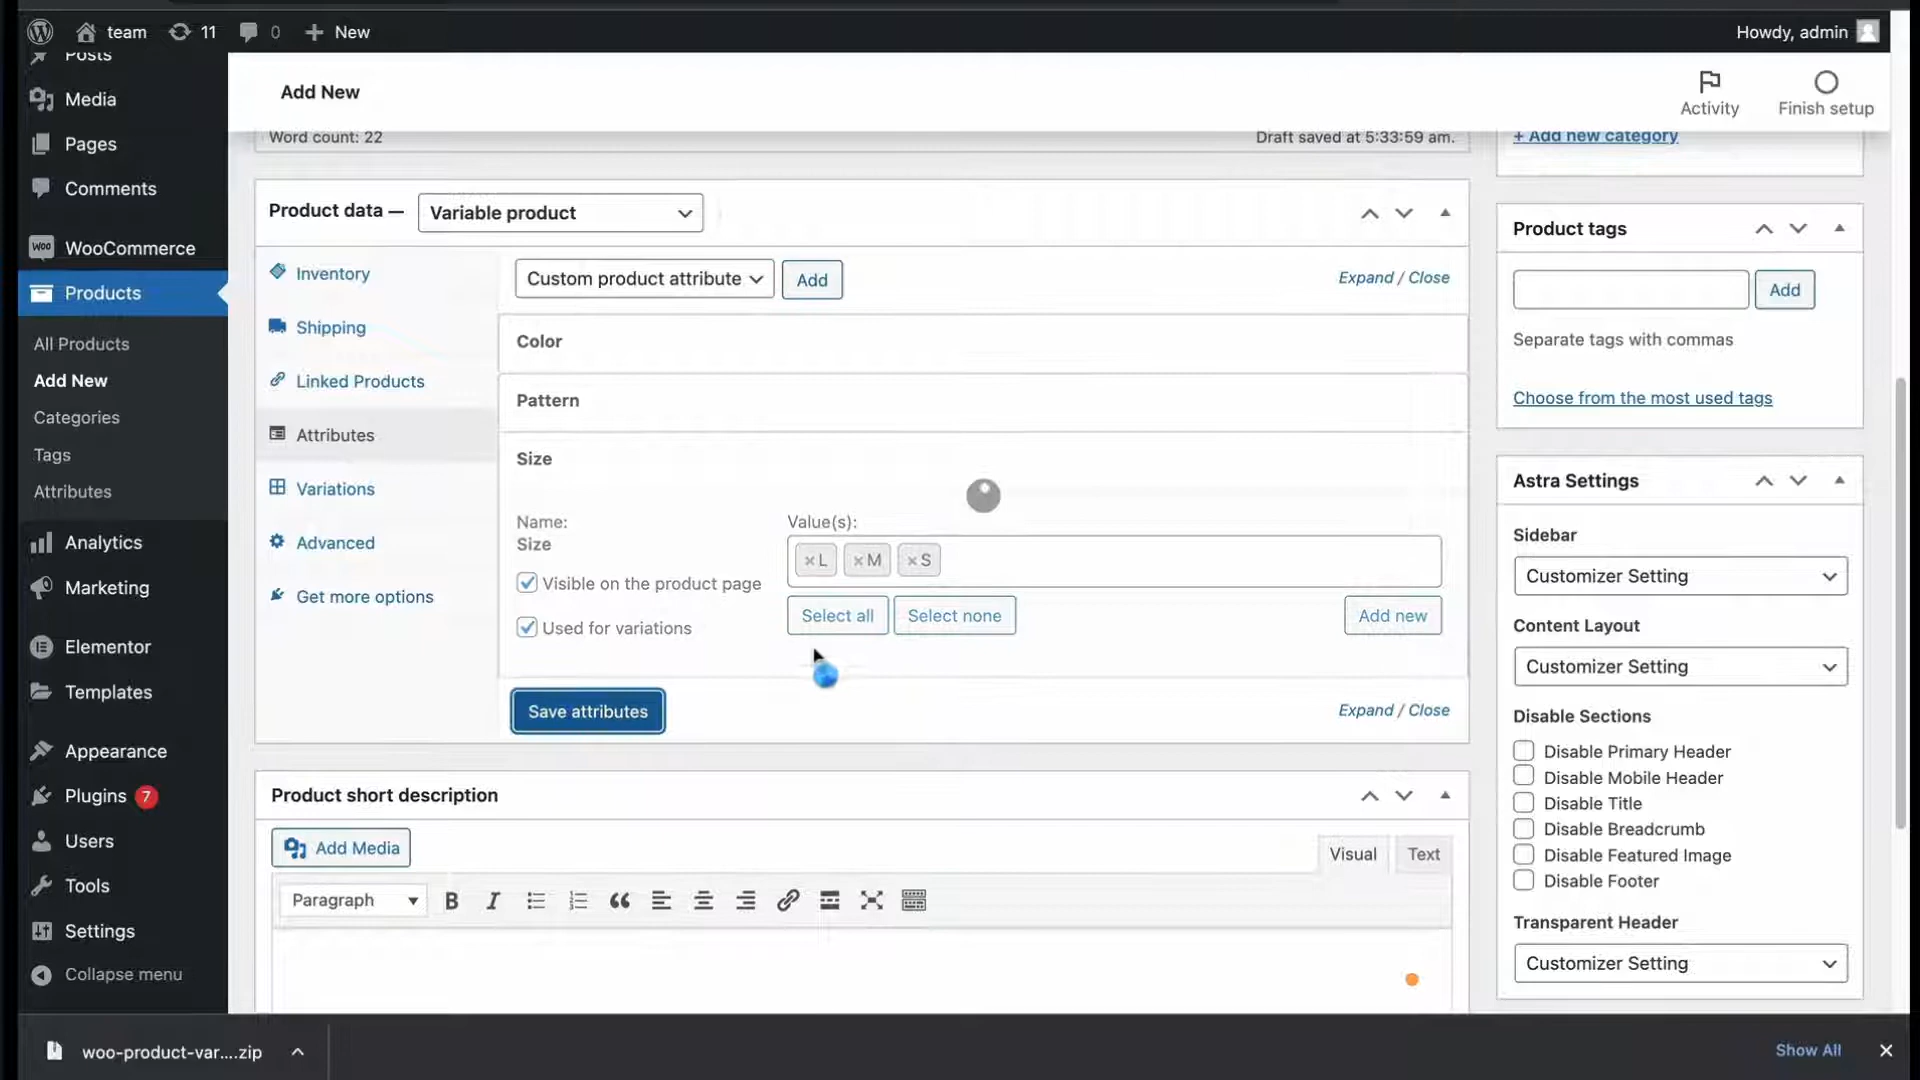 team
11
0
New
Howdy, admin
Posts
Media
Pages
Comments
WooCommerce
Products
All Products
Add New
Categories
Tags
Attributes
Analytics
Marketing
Elementor
Templates
Appearance
Plugins 7
Users
Tools
Settings
Collapse menu
Add New
Activity
Finish setup
Word count: 22
Draft saved at 5:33:59 am.
Product data —
Variable product
Inventory
Shipping
Linked Products
Attributes
Variations
Advanced
Get more options
Custom product attribute
Add
Expand / Close
Color
Pattern
Size
Name:
Size
Value(s):
×L ×M ×S
Visible on the product page
Used for variations
Select all
Select none
Add new
Save attributes
Expand / Close
Product short description
Add Media
Visual
Text
Paragraph
B I
+ Add new category
Product tags
Add
Separate tags with commas
Choose from the most used tags
Astra Settings
Sidebar
Customizer Setting
Content Layout
Customizer Setting
Disable Sections
Disable Primary Header
Disable Mobile Header
Disable Title
Disable Breadcrumb
Disable Featured Image
Disable Footer
Transparent Header
Customizer Setting
woo-product-var....zip
Show All